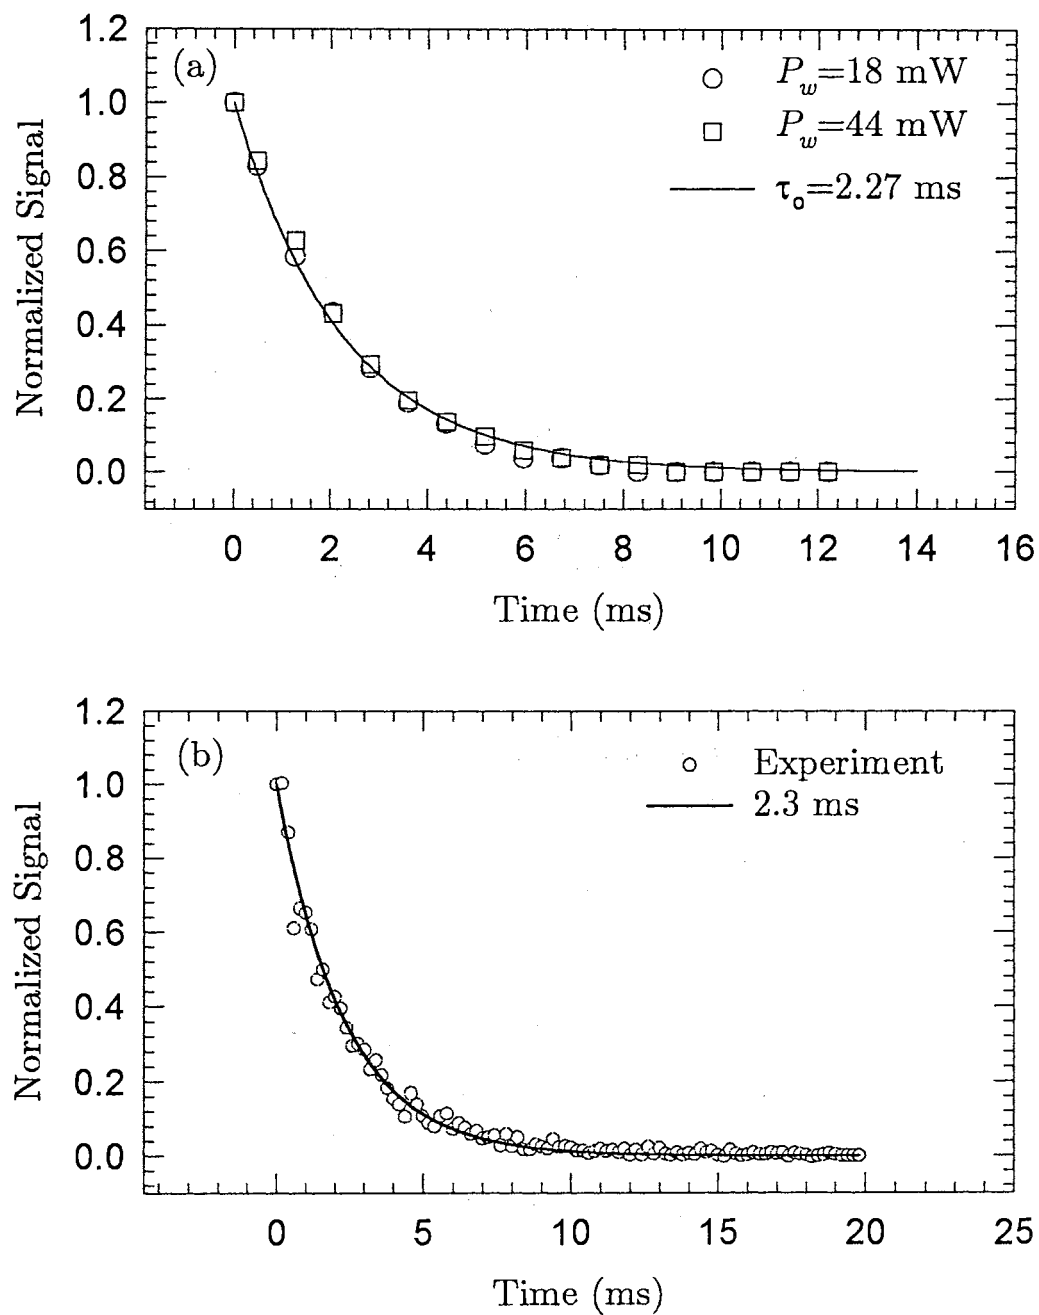 (a)
P_w=18 mW
P_w=44 mW
τ_o=2.27 ms
Normalized Signal
1.2
1.0
0.8
0.6
0.4
0.2
0.0
0 2 4 6 8 10 12 14 16
Time (ms)
(b)
Experiment
2.3 ms
Normalized Signal
1.2
1.0
0.8
0.6
0.4
0.2
0.0
0 5 10 15 20 25
Time (ms)